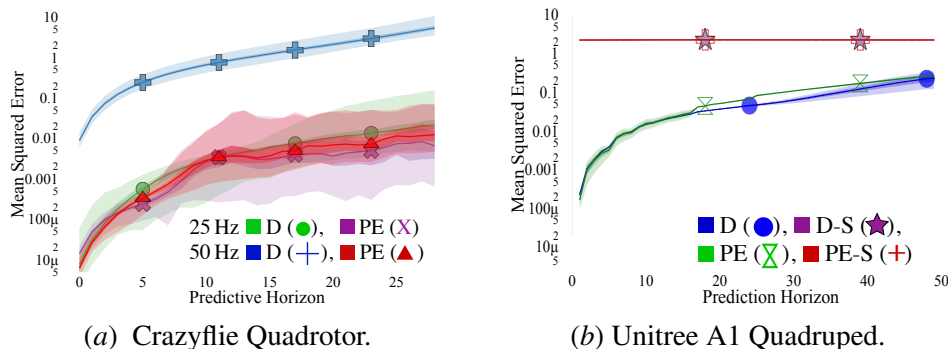 10
5
2
1
5
2
0.1
5
2
0.01
5
2
0.001
5
2
100μ
5
2
10μ
5
Mean Squared Error
25 Hz D ( ), PE (X)
50 Hz D (+), PE ( )
0 5 10 15 20 25
Predictive Horizon
(a) Crazyflie Quadrotor.
10
5
2
1
5
2
0.1
5
2
0.01
5
2
0.001
5
2
100μ
5
2
10μ
5
Mean Squared Error
D ( ), D-S ( ),
PE ( ), PE-S (+)
10 20 30 40 50
Prediction Horizon
(b) Unitree A1 Quadruped.